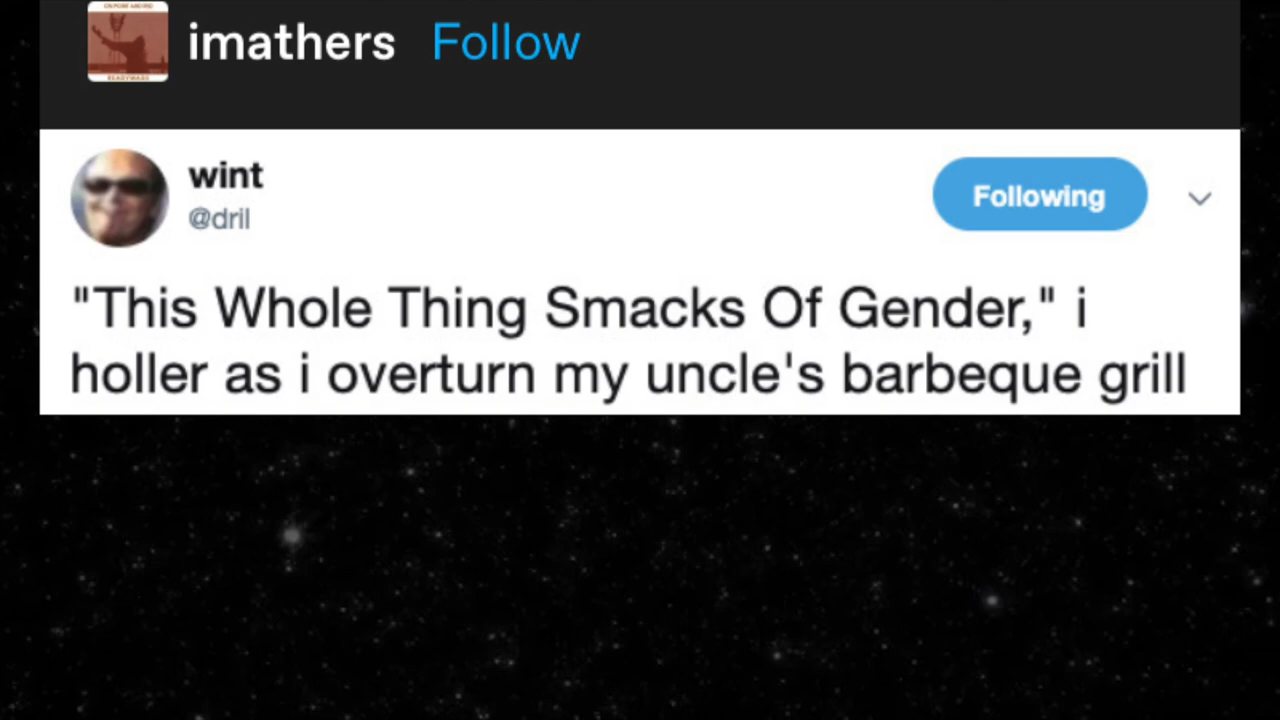 imathers Follow
wint
@dril
Following
"This Whole Thing Smacks Of Gender," i
holler as i overturn my uncle's barbeque grill